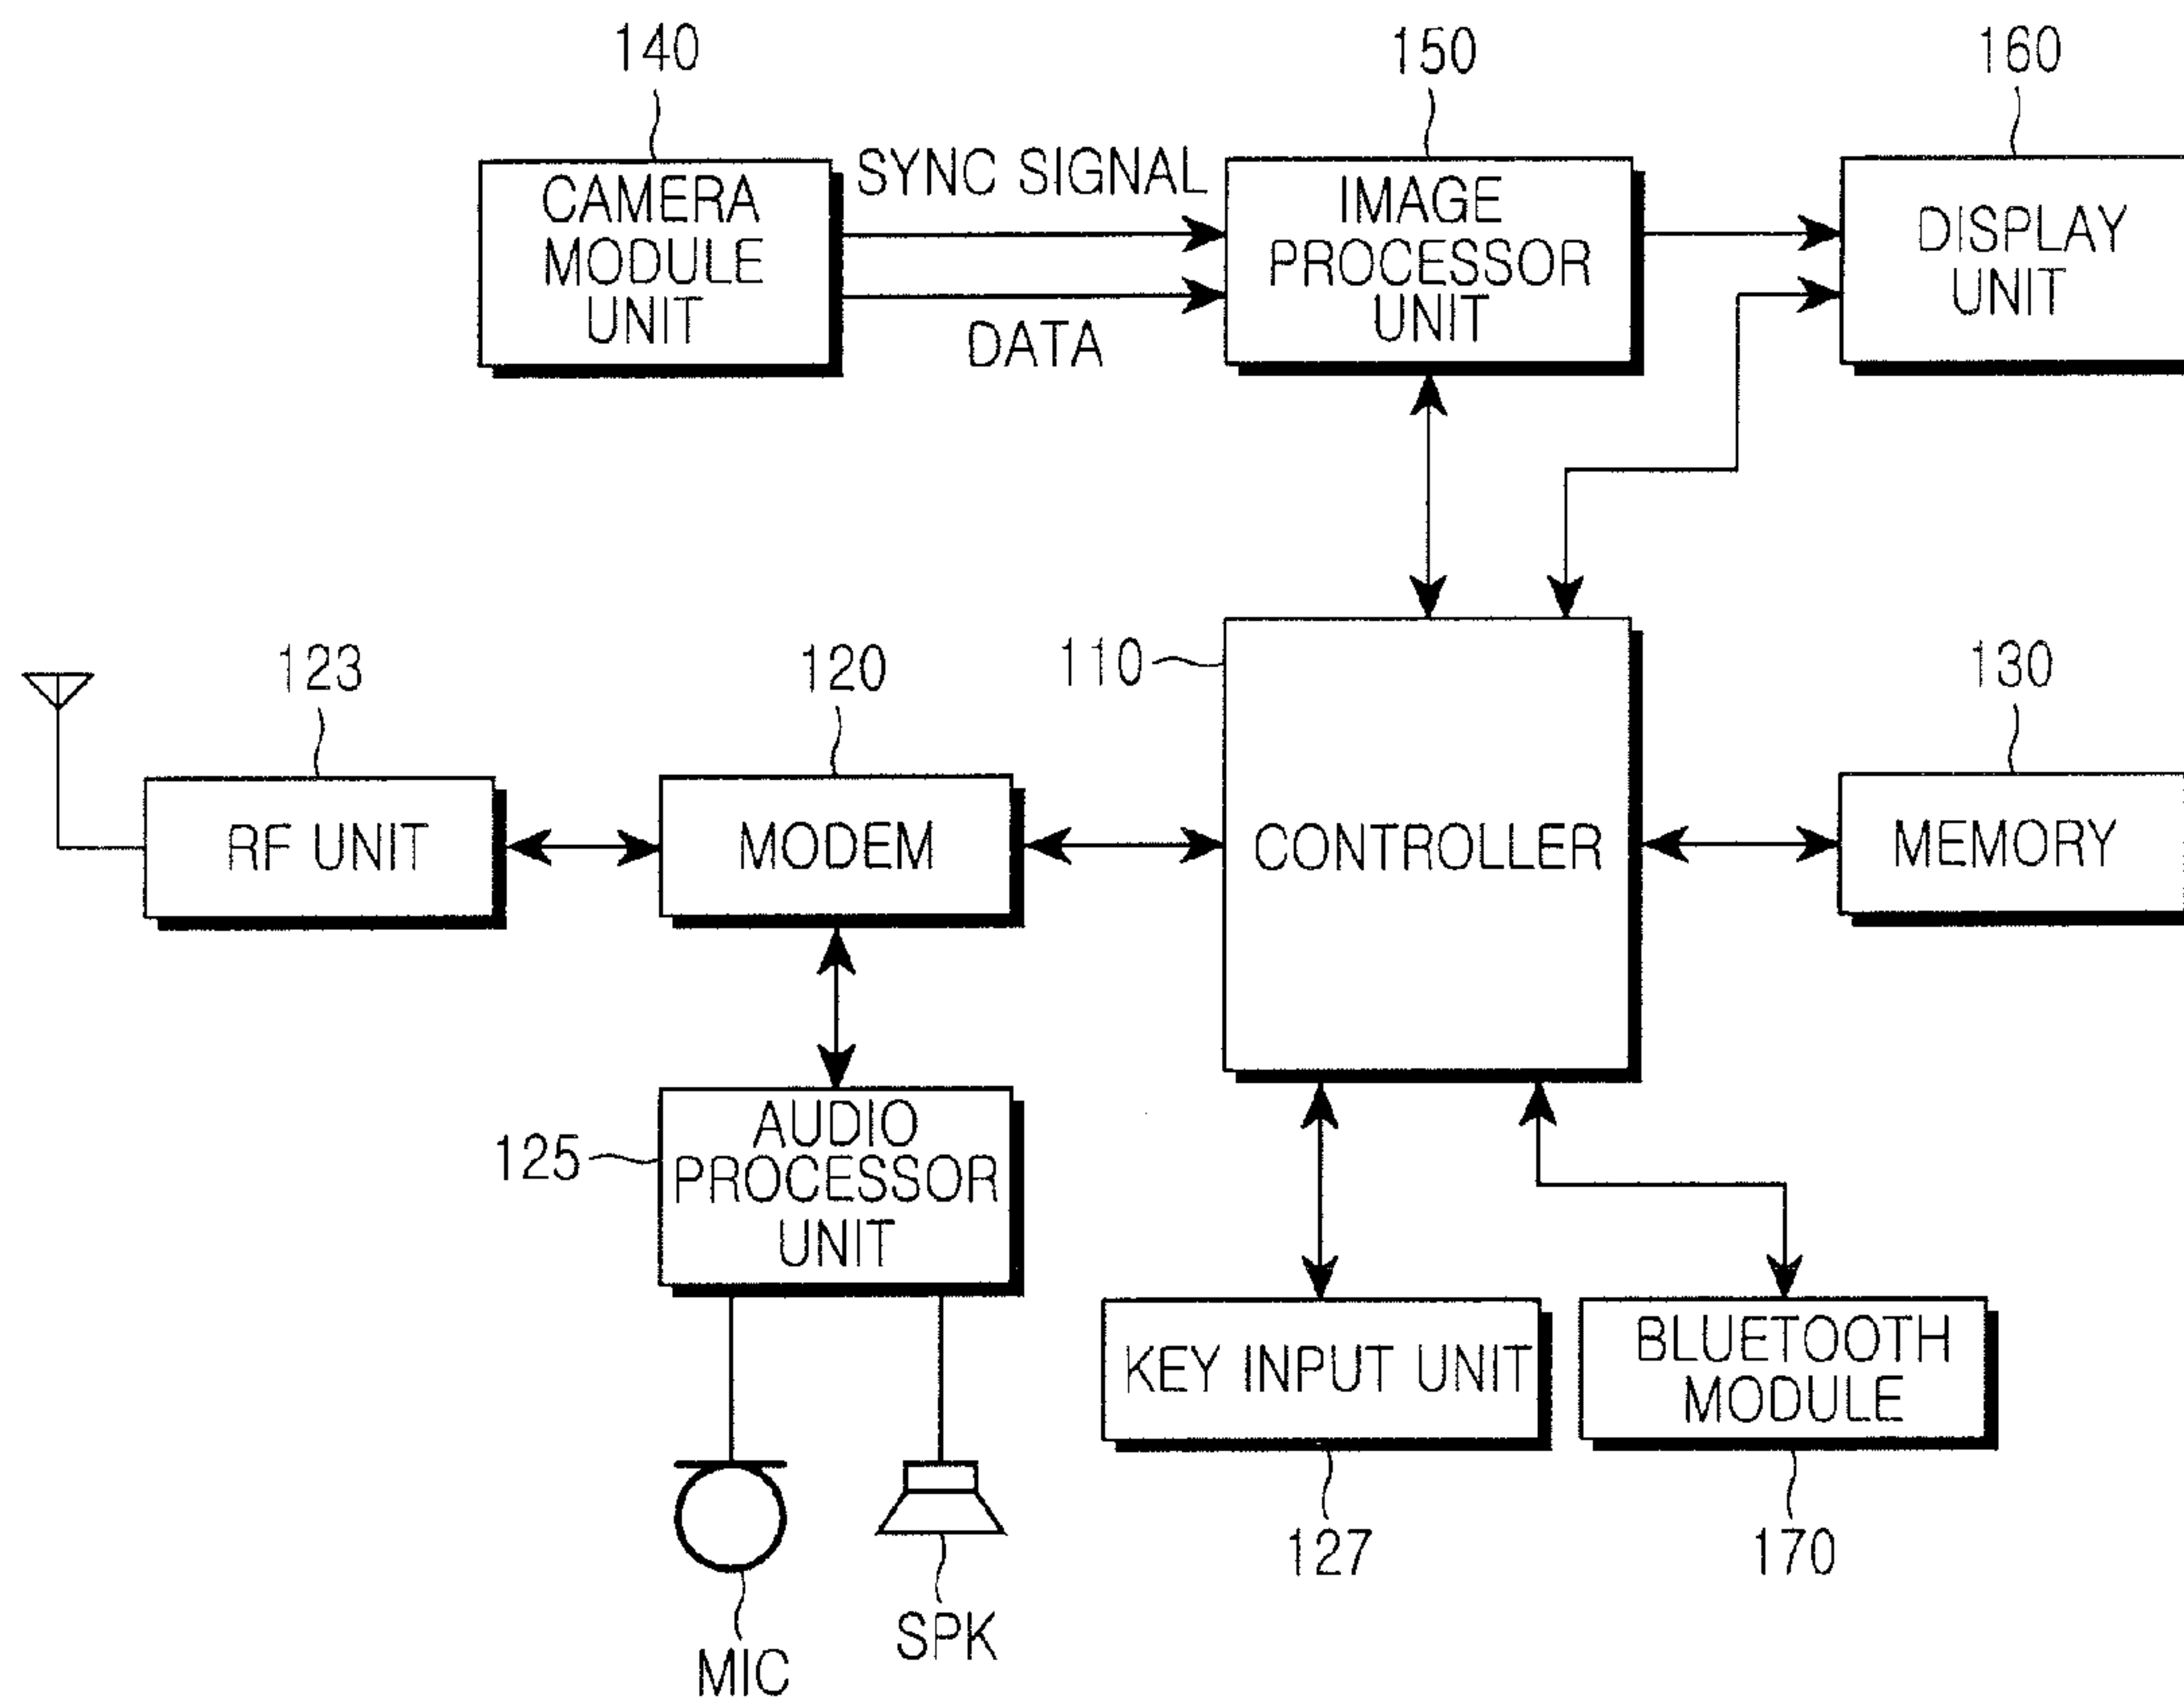 140
150
160
CAMERA
MODULE
UNIT
SYNC SIGNAL
DATA
IMAGE
PROCESSOR
UNIT
DISPLAY
UNIT
123
120
110
130
RF UNIT
MODEM
CONTROLLER
MEMORY
125
AUDIO
PROCESSOR
UNIT
KEY INPUT UNIT
BLUETOOTH
MODULE
127
170
MIC
SPK